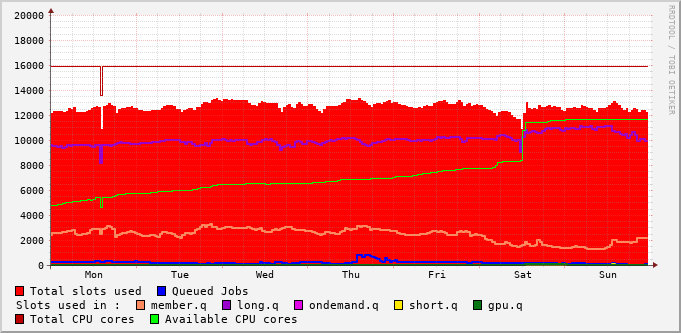 RRDTOOL / TOBI OETIKER
20000
18000
16000
14000
12000
10000
8000
6000
4000
2000
0
Mon Tue Wed Thu Fri Sat Sun
Total slots used Queued Jobs
Slots used in : member.q long.q ondemand.q short.q gpu.q
Total CPU cores Available CPU cores